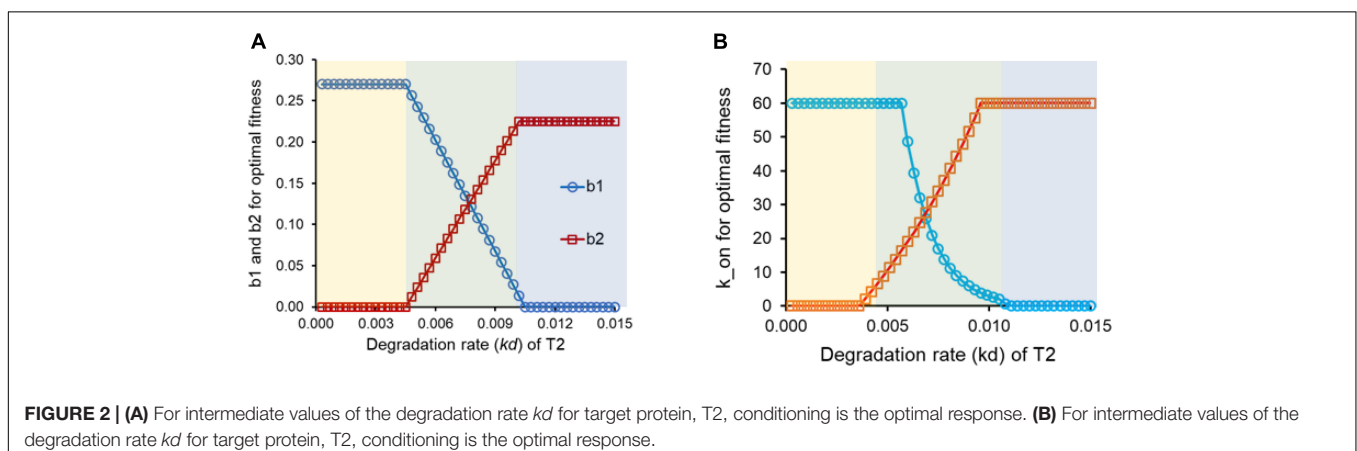 A
b1 and b2 for optimal fitness
0.30
0.25
0.20
0.15
0.10
0.05
0.00
0.000 0.003 0.006 0.009 0.012 0.015
Degradation rate (kd) of T2
b1
b2
B
k_on for optimal fitness
70
60
50
40
30
20
10
0
0.000 0.005 0.010 0.015
Degradation rate (kd) of T2
FIGURE 2 | (A) For intermediate values of the degradation rate kd for target protein, T2, conditioning is the optimal response. (B) For intermediate values of the
degradation rate kd for target protein, T2, conditioning is the optimal response.